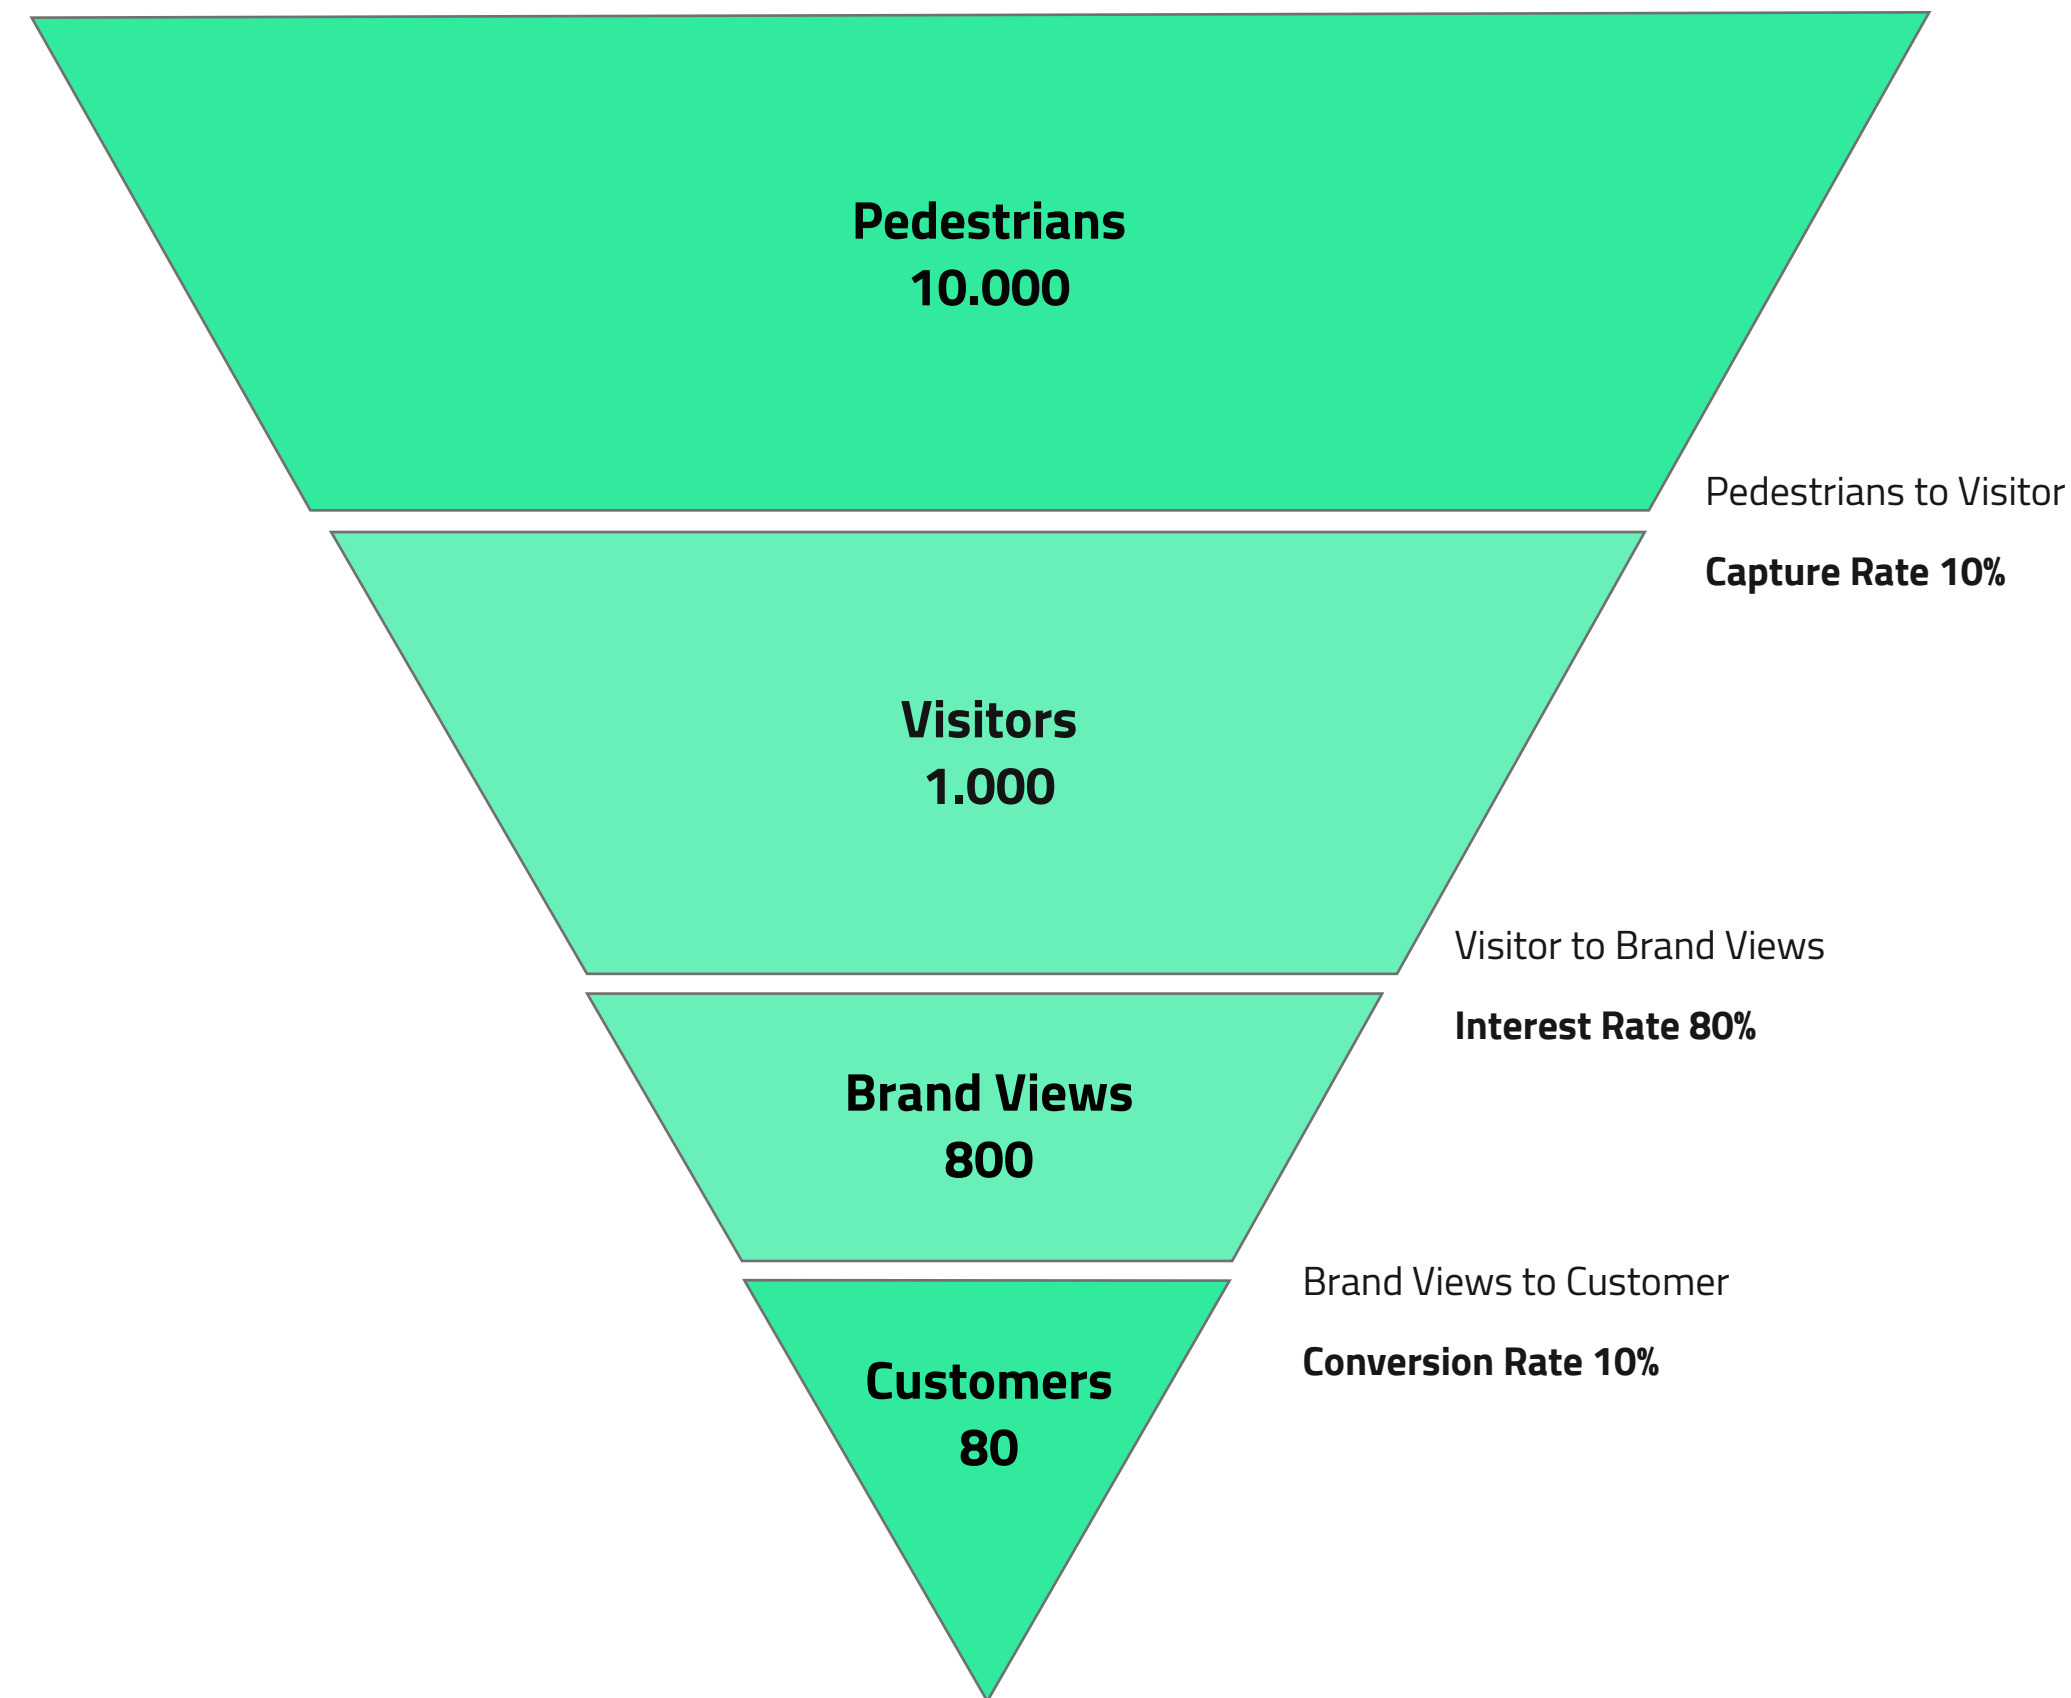 Pedestrians
10.000
Pedestrians to Visitor
Capture Rate 10%
Visitors
1.000
Visitor to Brand Views
Interest Rate 80%
Brand Views
800
Brand Views to Customer
Conversion Rate 10%
Customers
80